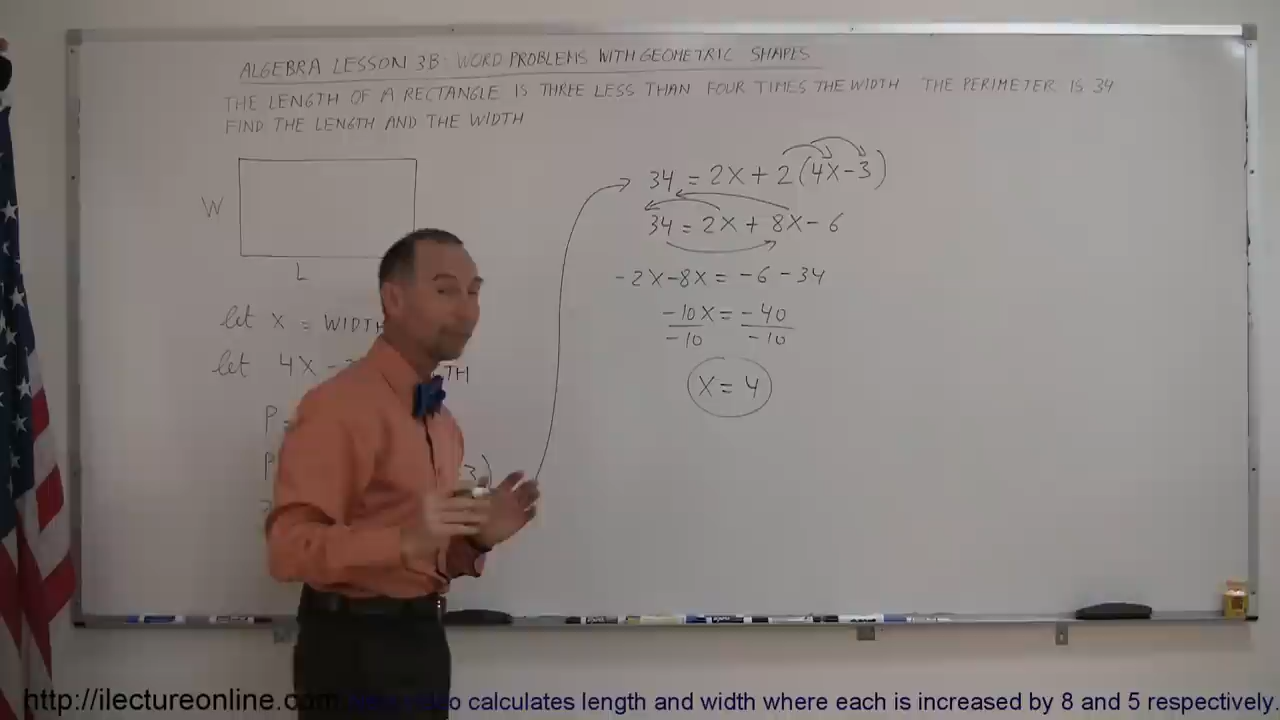 ALGEBRA LESSON 3B: WORD PROBLEMS WITH GEOMETRIC SHAPES
THE LENGTH OF A RECTANGLE IS THREE LESS THAN FOUR TIMES THE WIDTH THE PERIMETER IS 34
FIND THE LENGTH AND THE WIDTH
W
L
let X = WIDTH
let 4X -
TH
P
P 3)
34 = 2X + 2(4X-3)
34 = 2X + 8X - 6
-2X-8X = -6 -34
-10X = -40
-10 -10
X = 4
http://ilectureonline.com video calculates length and width where each is increased by 8 and 5 respectively.